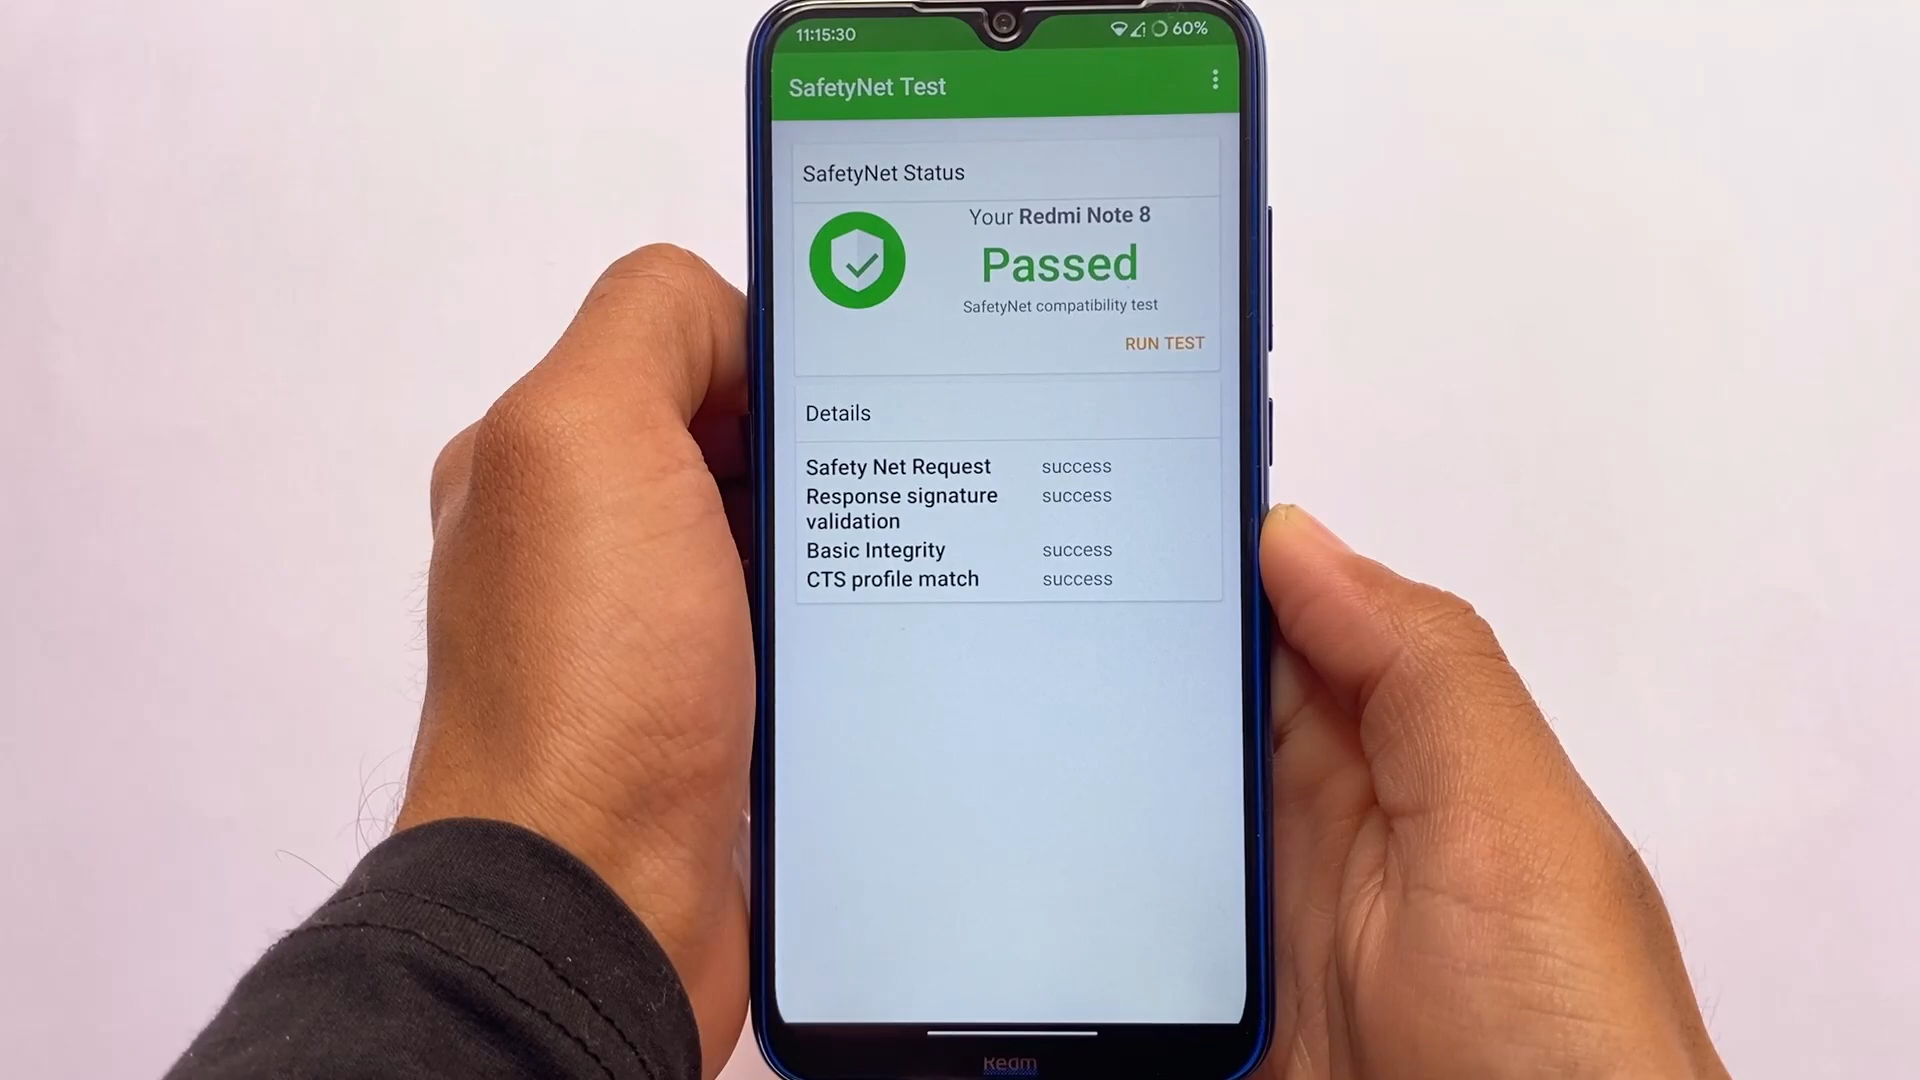 11:15:30
60%
SafetyNet Test
SafetyNet Status
Your Redmi Note 8
Passed
SafetyNet compatibility test
RUN TEST
Details
Safety Net Request success
Response signature success
validation
Basic Integrity success
CTS profile match success
Redm